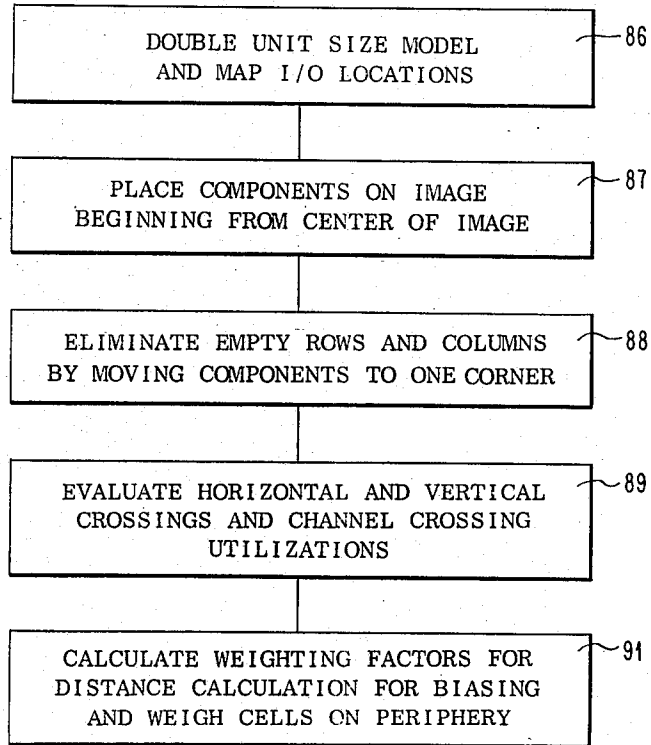 DOUBLE UNIT SIZE MODEL
AND MAP I/O LOCATIONS
86
PLACE COMPONENTS ON IMAGE
BEGINNING FROM CENTER OF IMAGE
87
ELIMINATE EMPTY ROWS AND COLUMNS
BY MOVING COMPONENTS TO ONE CORNER
88
EVALUATE HORIZONTAL AND VERTICAL
CROSSINGS AND CHANNEL CROSSING
UTILIZATIONS
89
CALCULATE WEIGHTING FACTORS FOR
DISTANCE CALCULATION FOR BIASING
AND WEIGH CELLS ON PERIPHERY
91